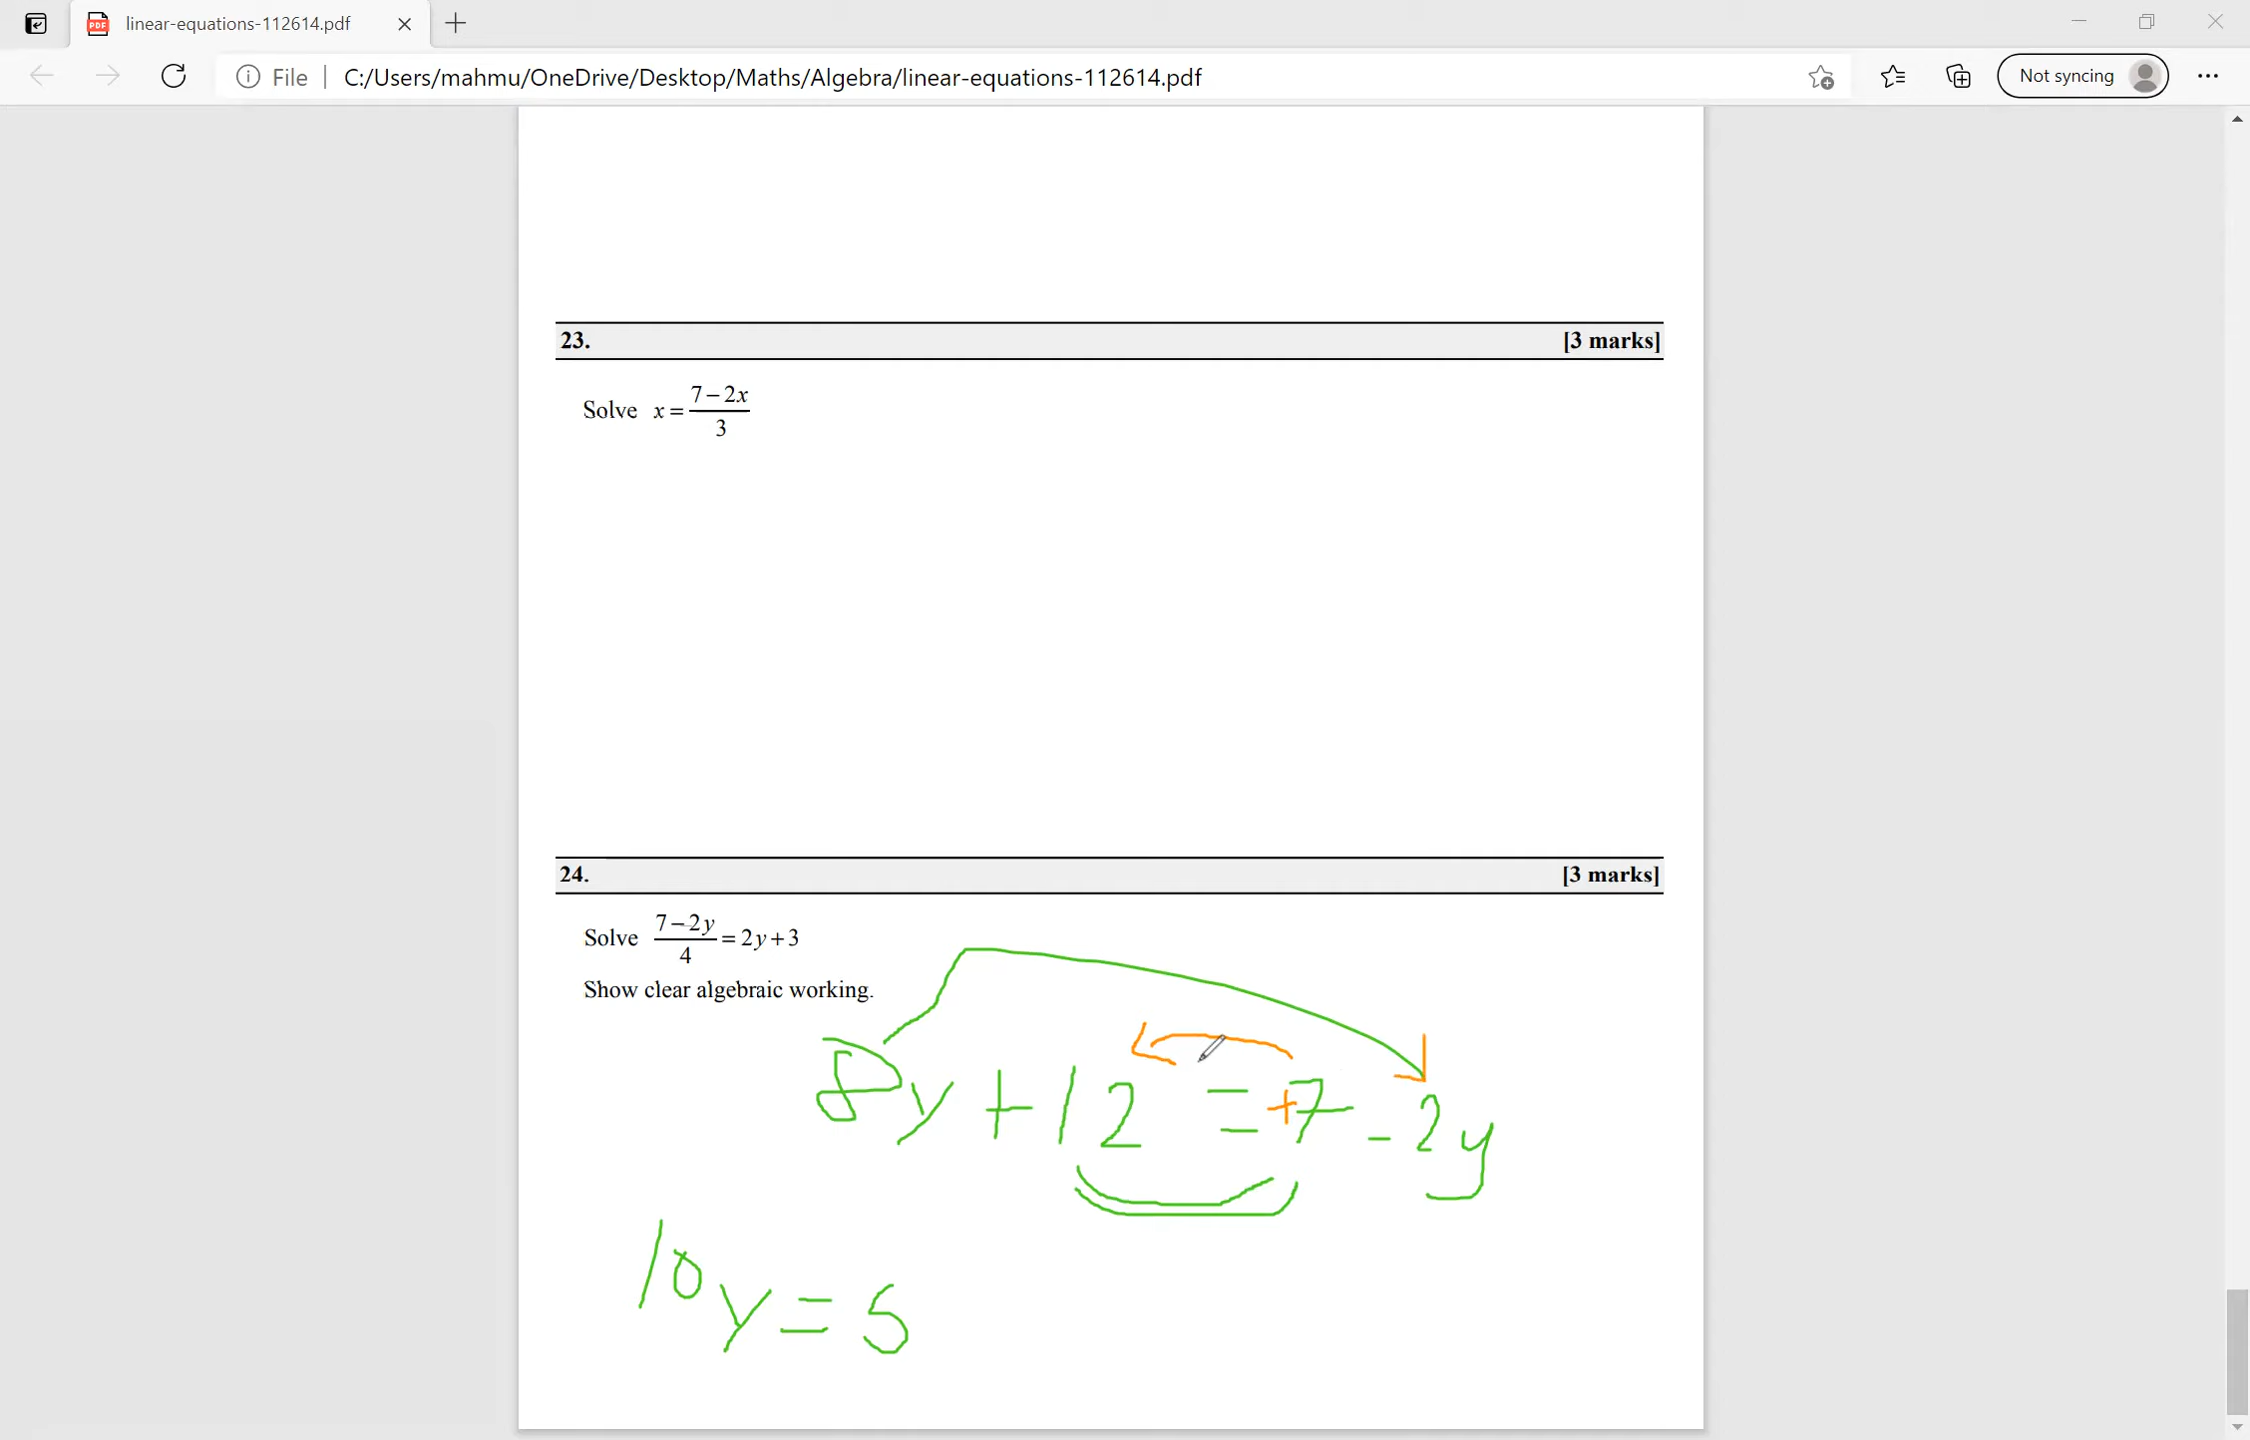 linear-equations-112614.pdf
File | C:/Users/mahmu/OneDrive/Desktop/Maths/Algebra/linear-equations-112614.pdf Not syncing
23. [3 marks]
Solve x = (7 − 2x)/3
24. [3 marks]
Solve (7 − 2y)/4 = 2y + 3
Show clear algebraic working.
8y + 12 = +7 - 2y
10y = 5